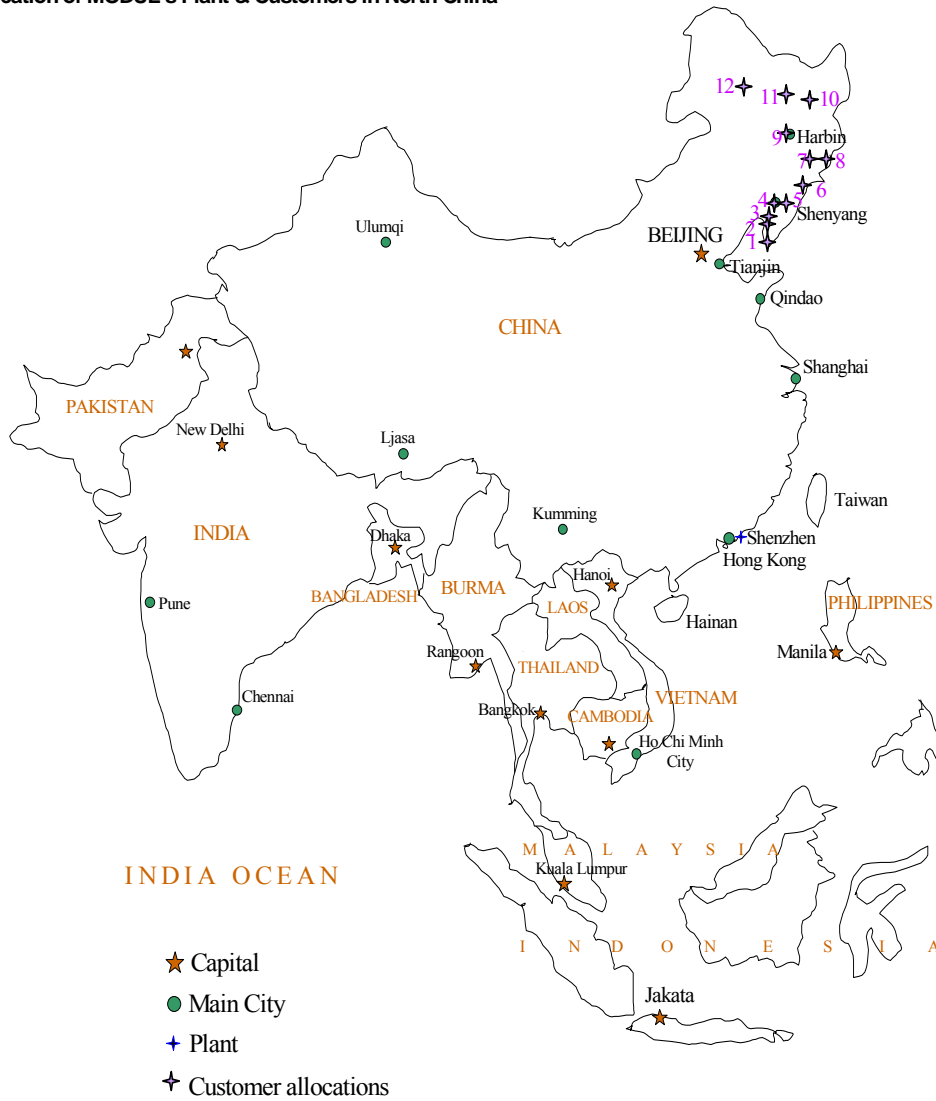 cation of MODUL's Plant & Customers in North China
12
11
10
9
Harbin
7
8
6
4
5
3
Shenyang
2
1
Ulumqi
BEIJING
Tianjin
Qindao
CHINA
Shanghai
PAKISTAN
New Delhi
Ljasa
Taiwan
Kumming
INDIA
Dhaka
Shenzhen
Hong Kong
Hanoi
BURMA
BANGLADESH
LAOS
PHILIPPINES
Pune
Hainan
Rangoon
Manila
THAILAND
VIETNAM
Chennai
Bangkok
CAMBODIA
Ho Chi Minh
City
MALAYSIA
Kuala Lumpur
INDIA OCEAN
INDONESIA
Capital
Jakata
Main City
Plant
Customer allocations